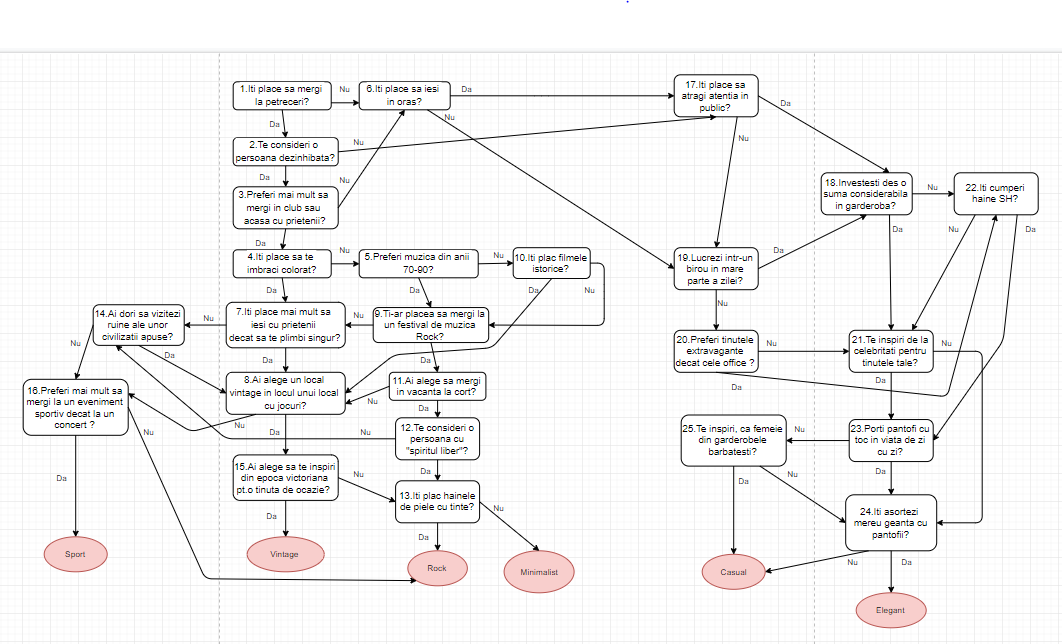 1.Iti place sa mergi
la petreceri?
Nu
6.Iti place sa iesi
in oras?
Da
17.Iti place sa
atragi atentia in
public?
Da
Da
Nu
2.Te consideri o
persoana dezinhibata?
Nu
Nu
Da
3.Preferi mai mult sa
mergi in club sau
acasa cu prietenii?
Nu
18.Investesti des o
suma considerabila
in garderoba?
Nu
22.Iti cumperi
haine SH?
Da
Da
Nu
Da
4.Iti place sa te
imbraci colorat?
Nu
5.Preferi muzica din anii
70-90?
Nu
10.Iti plac filmele
istorice?
19.Lucrezi intr-un
birou in mare
parte a zilei?
Da
Da
Da
Da
Nu
Nu
14.Ai dori sa vizitezi
ruine ale unor
civilizatii apuse?
Nu
7.Iti place mai mult sa
iesi cu prietenii
decat sa te plimbi singur?
Nu
9.Ti-ar placea sa mergi la
un festival de muzica
Rock?
20.Preferi tinutele
extravagante
decat cele office ?
Nu
21.Te inspiri de la
celebritati pentru
tinutele tale?
Nu
Nu
Da
Da
Da
Da
Da
16.Preferi mai mult sa
mergi la un eveniment
sportiv decat la un
concert ?
8.Ai alege un local
vintage in locul unui local
cu jocuri?
Nu
11.Ai alege sa mergi
in vacanta la cort?
Da
Nu
Nu
Da
Nu
12.Te consideri o
persoana cu
"spiritul liber"?
25.Te inspiri, ca femeie
din garderobele
barbatesti?
Nu
23.Porti pantofi cu
toc in viata de zi
cu zi?
Da
15.Ai alege sa te inspiri
din epoca victoriana
pt.o tinuta de ocazie?
Nu
Da
Da
Nu
Da
Da
13.Iti plac hainele
de piele cu tinte?
Nu
24.Iti asortezi
mereu geanta cu
pantofii?
Da
Da
Nu
Da
Sport
Vintage
Rock
Minimalist
Casual
Elegant